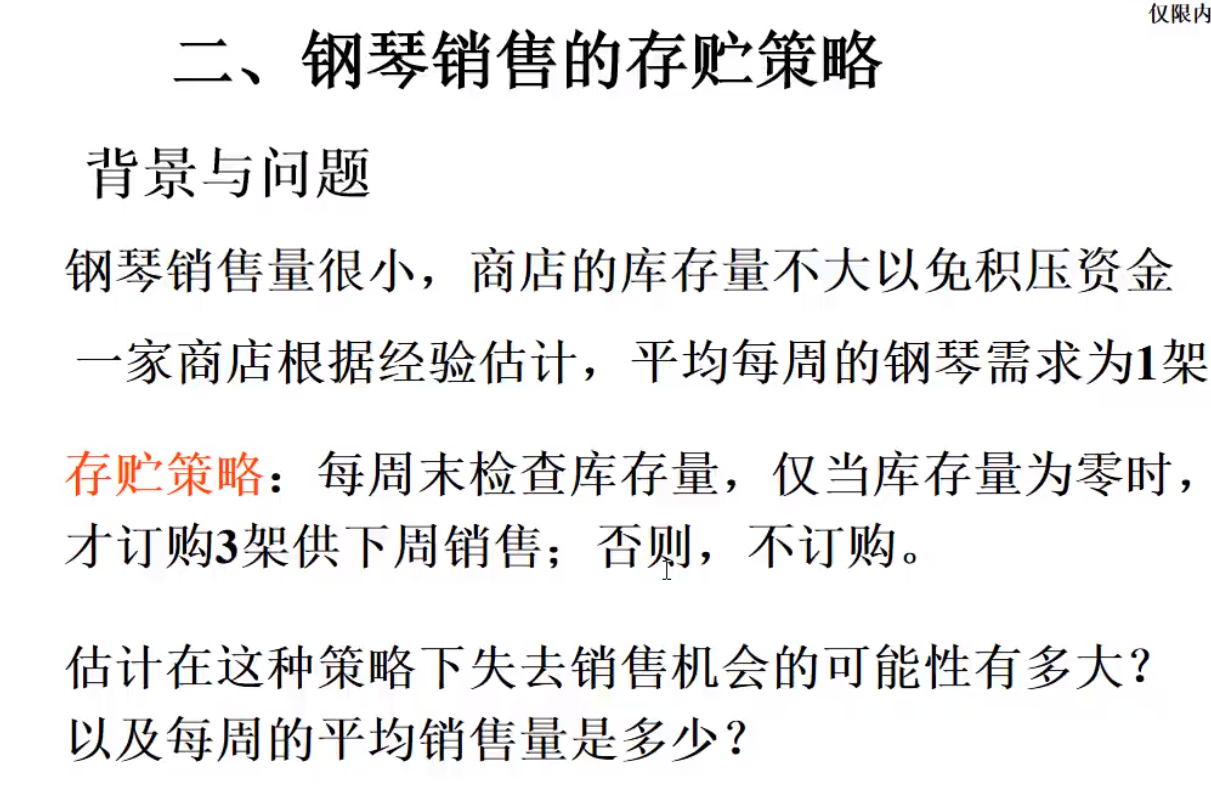 仅限内
二、钢琴销售的存贮策略
背景与问题
钢琴销售量很小，商店的库存量不大以免积压资金
一家商店根据经验估计，平均每周的钢琴需求为1架
存贮策略：每周末检查库存量，仅当库存量为零时，
才订购3架供下周销售；否则，不订购。
估计在这种策略下失去销售机会的可能性有多大？
以及每周的平均销售量是多少？